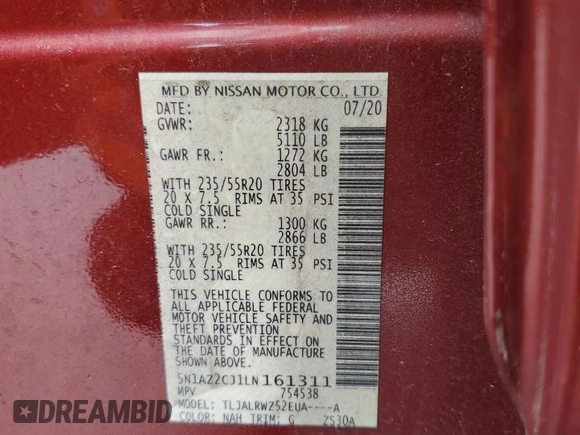 MFD BY NISSAN MOTOR CO., LTD.
DATE: 07/20
GVWR: 2318 KG
5110 LB
GAWR FR.: 1272 KG
2804 LB
WITH 235/55R20 TIRES
20 X 7.5 RIMS AT 35 PSI
COLD SINGLE
GAWR RR.: 1300 KG
2866 LB
WITH 235/55R20 TIRES
20 X 7.5 RIMS AT 35 PSI
COLD SINGLE
THIS VEHICLE CONFORMS TO
ALL APPLICABLE FEDERAL
MOTOR VEHICLE SAFETY AND
THEFT PREVENTION
STANDARDS IN EFFECT ON
THE DATE OF MANUFACTURE
SHOWN ABOVE.
5N1AZ2CJ1LN161311
MPV 754538
MODEL: TLJALRWZ52EUA----A
COLOR: NAH TRIM: G ZS30A
DREAMBID.com